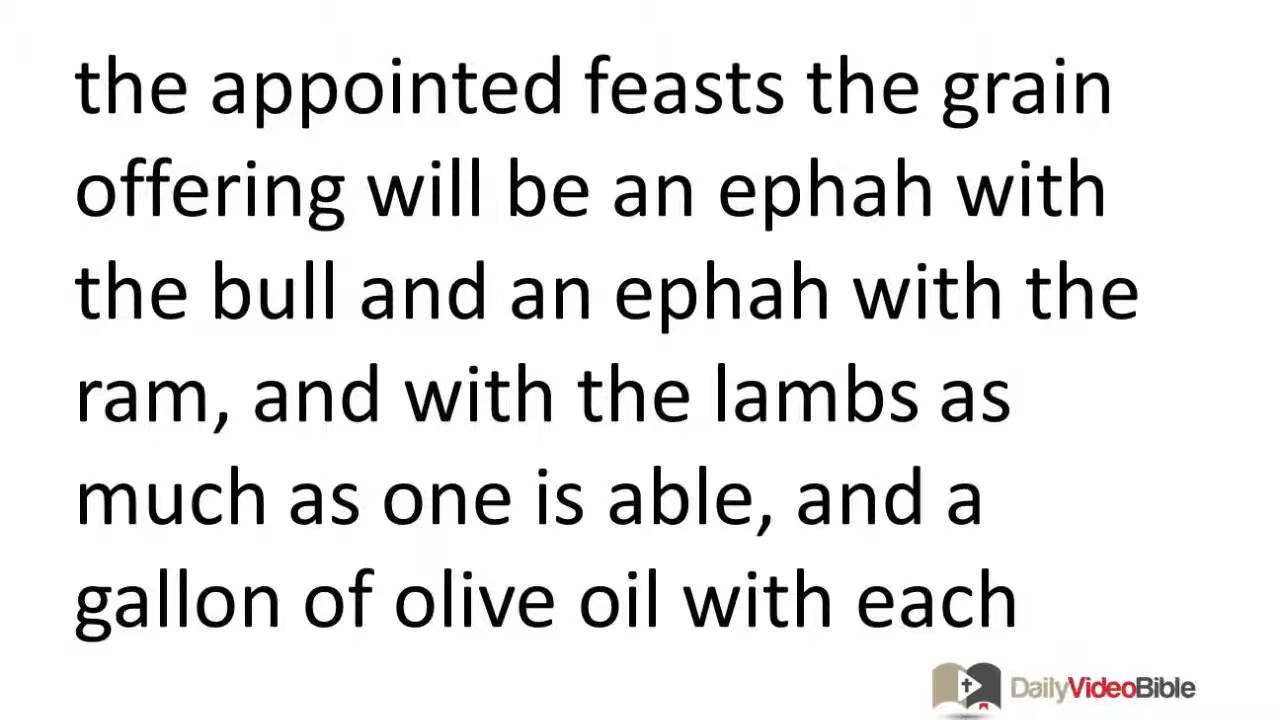 the appointed feasts the grain
offering will be an ephah with
the bull and an ephah with the
ram, and with the lambs as
much as one is able, and a
gallon of olive oil with each
DailyVideoBible